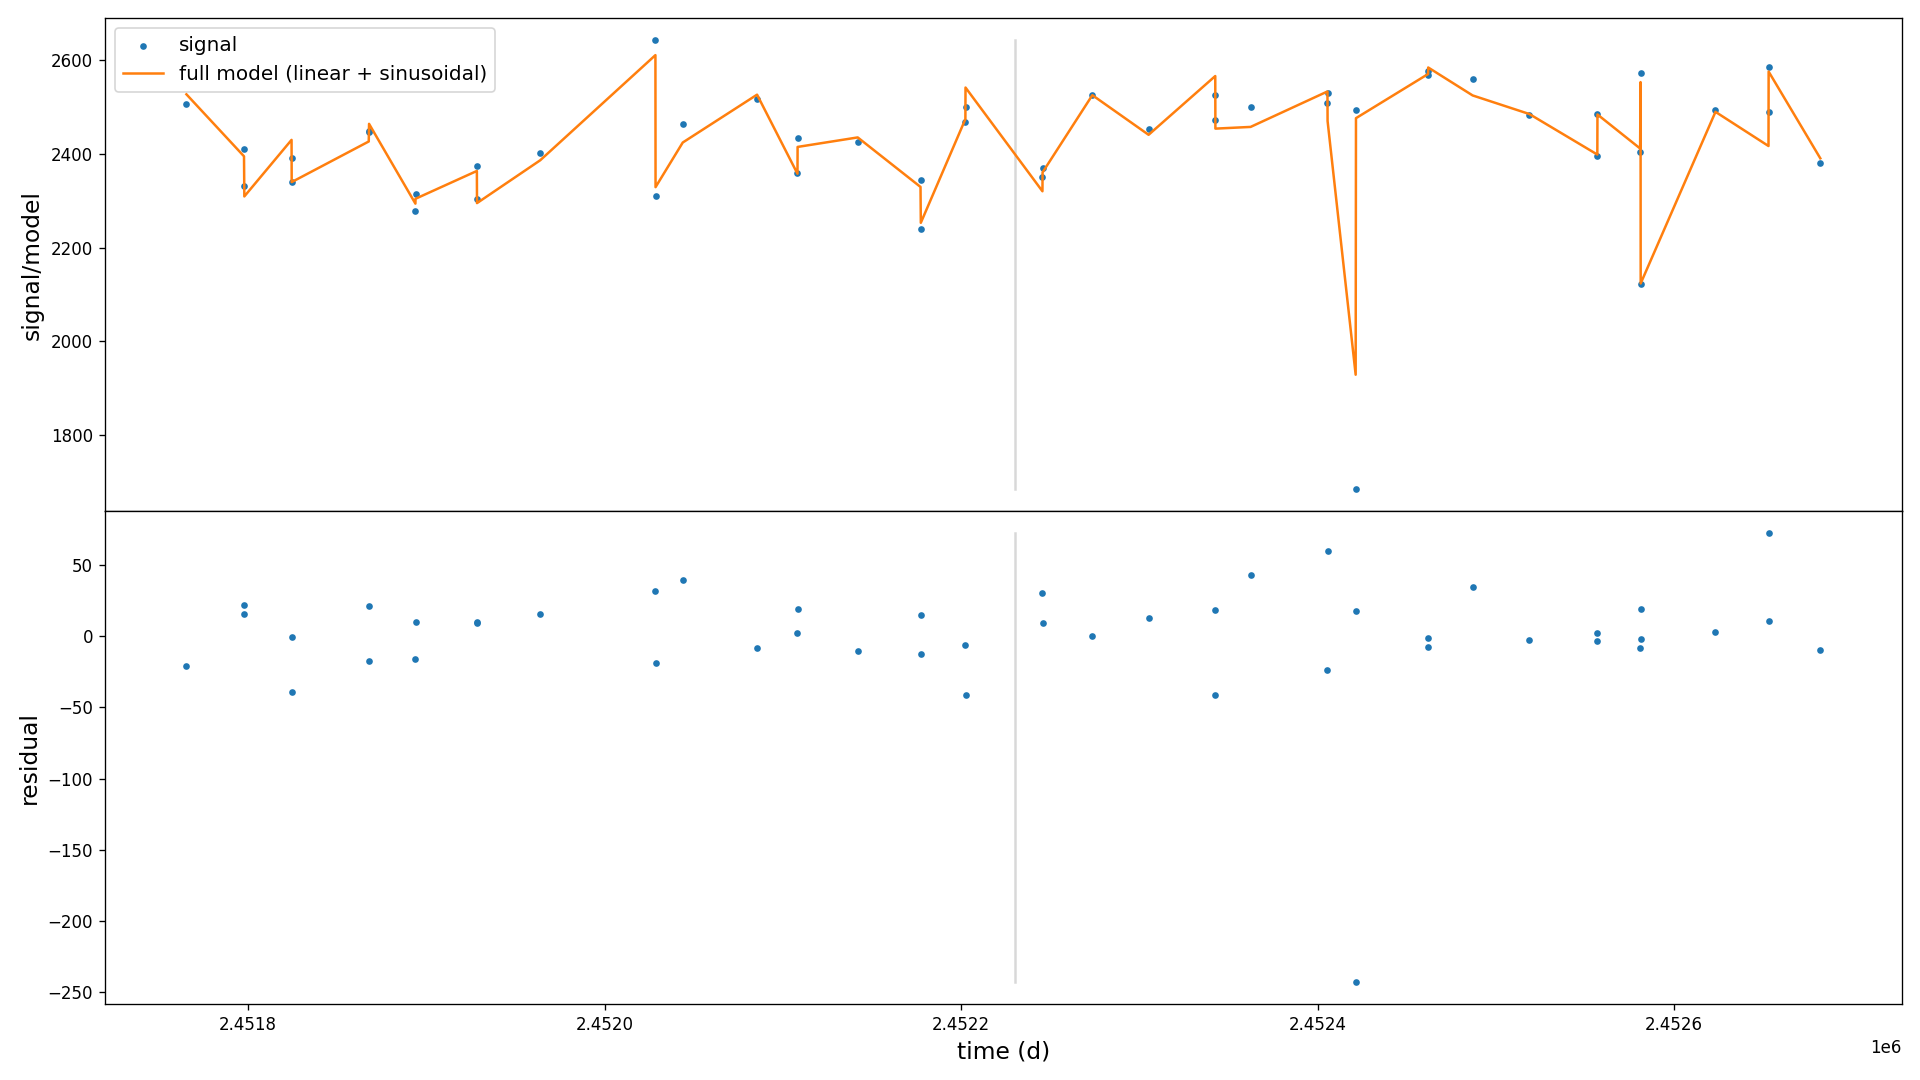 signal
full model (linear + sinusoidal)
signal/model
2600
2400
2200
2000
1800
residual
50
0
−50
−100
−150
−200
−250
2.4518
2.4520
2.4522
2.4524
2.4526
time (d)
1e6